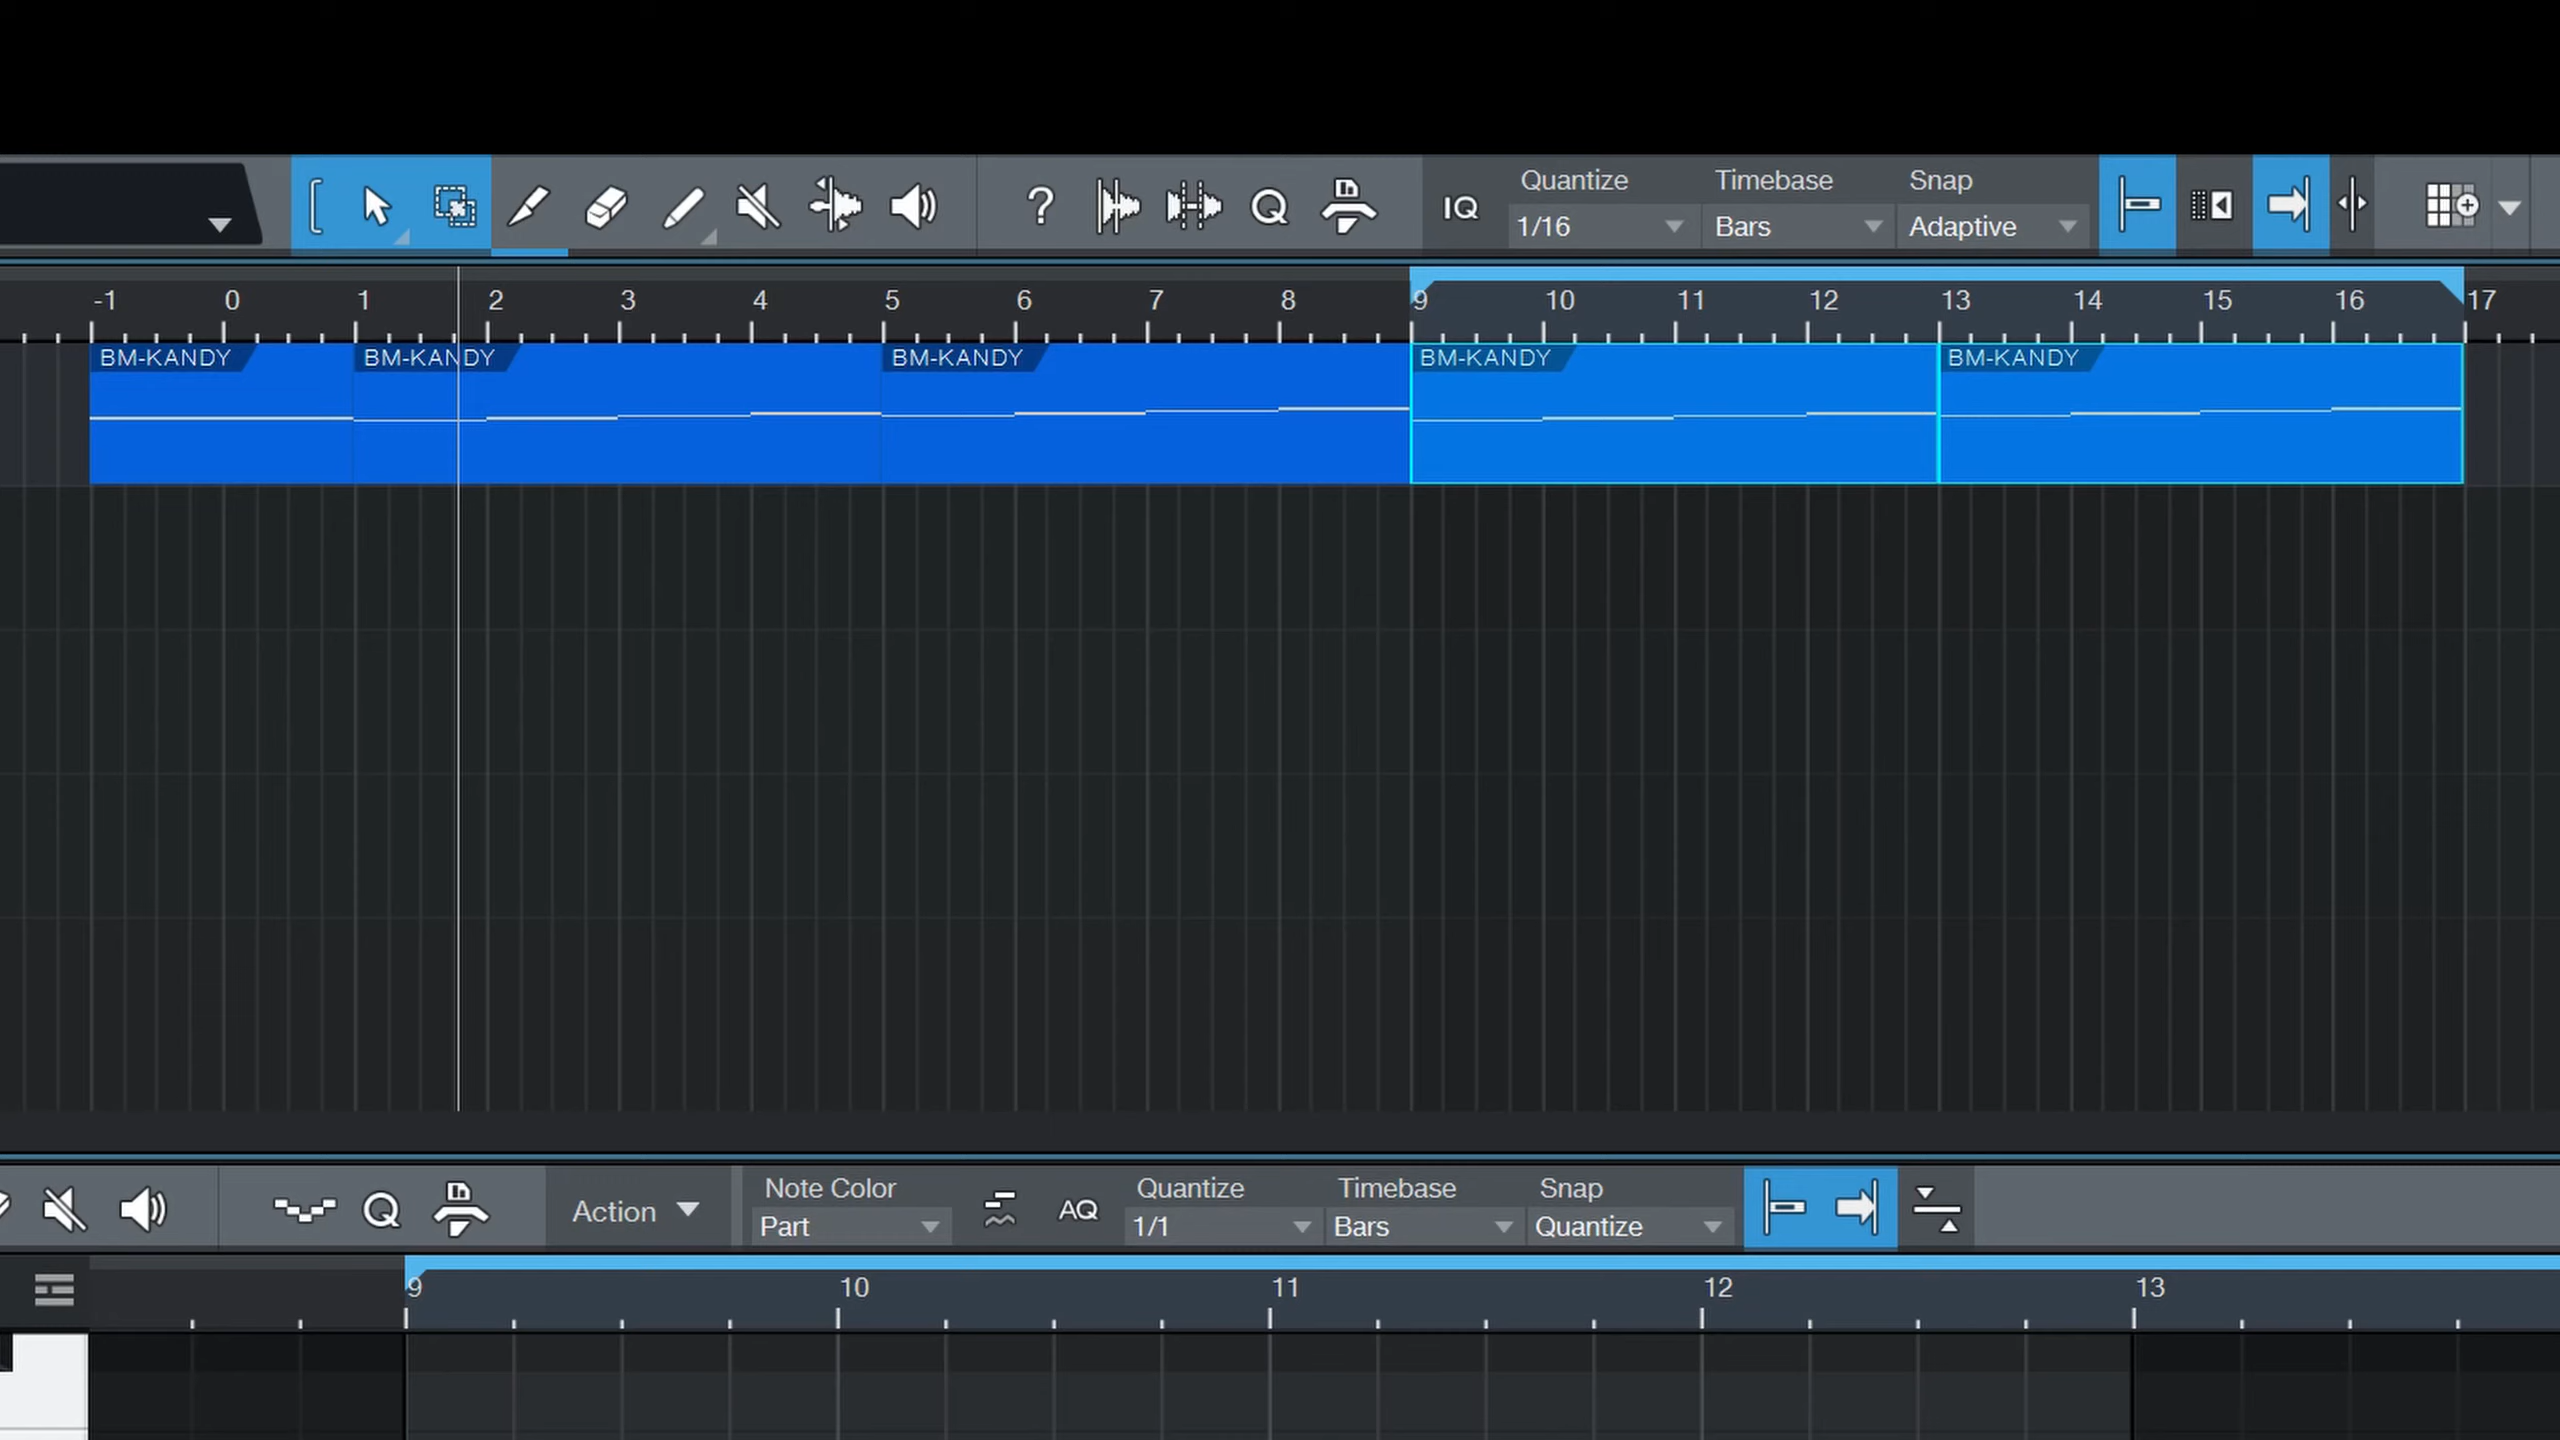 ? Q IQ Quantize Timebase Snap
1/16 Bars Adaptive
-1 0 1 2 3 4 5 6 7 8 9 10 11 12 13 14 15 16 17
BM-KANDY BM-KANDY BM-KANDY BM-KANDY BM-KANDY
Q Action Note Color AQ Quantize Timebase Snap
Part 1/1 Bars Quantize
9 10 11 12 13